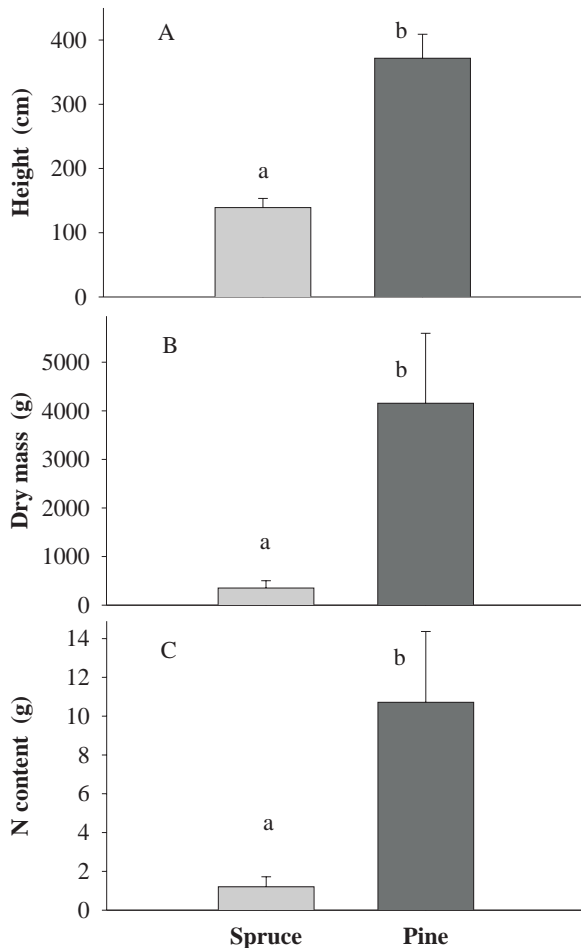 A
b
400
300
200
100
0
a
Height (cm)
B
b
5000
4000
3000
2000
1000
0
a
Dry mass (g)
C
b
14
12
10
8
6
4
2
0
a
N content (g)
Spruce Pine